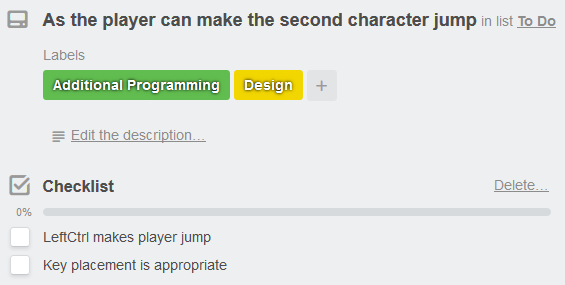 As the player can make the second character jump in list To Do
Labels
Additional Programming Design +
Edit the description...
Checklist Delete...
0%
LeftCtrl makes player jump
Key placement is appropriate